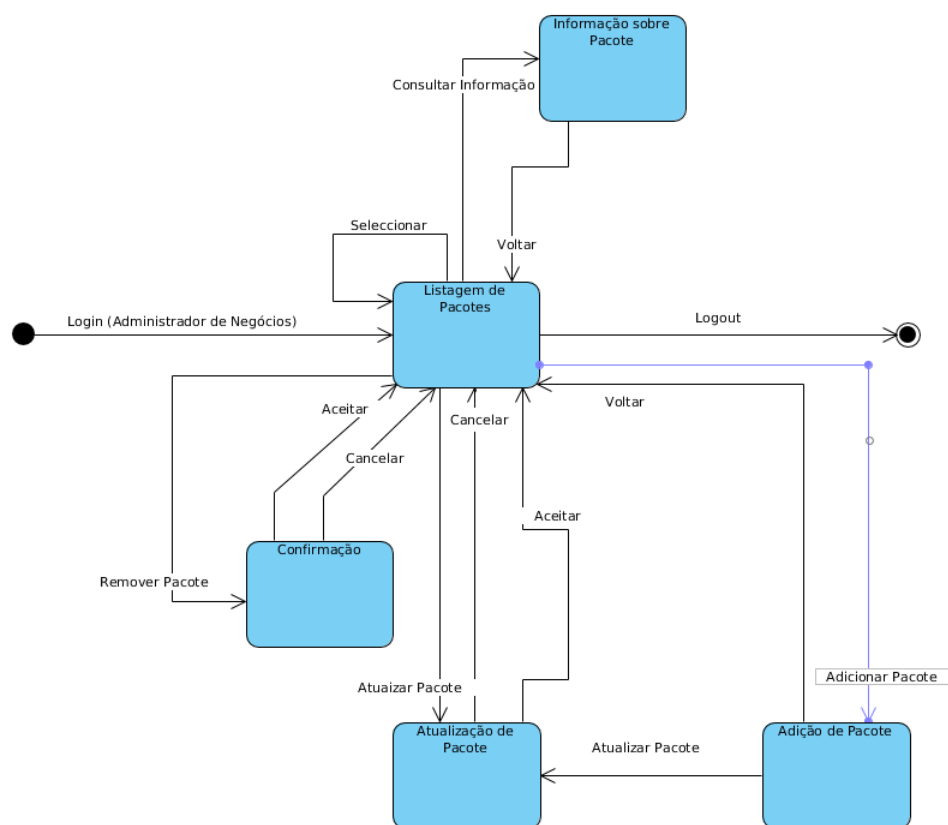 Informação sobre
Pacote
Consultar Informação
Seleccionar
Voltar
Listagem de
Pacotes
Login (Administrador de Negócios)
Logout
Aceitar
Voltar
Cancelar
Cancelar
Aceitar
Confirmação
Remover Pacote
Adicionar Pacote
Atuaizar Pacote
Atualização de
Pacote
Adição de Pacote
Atualizar Pacote